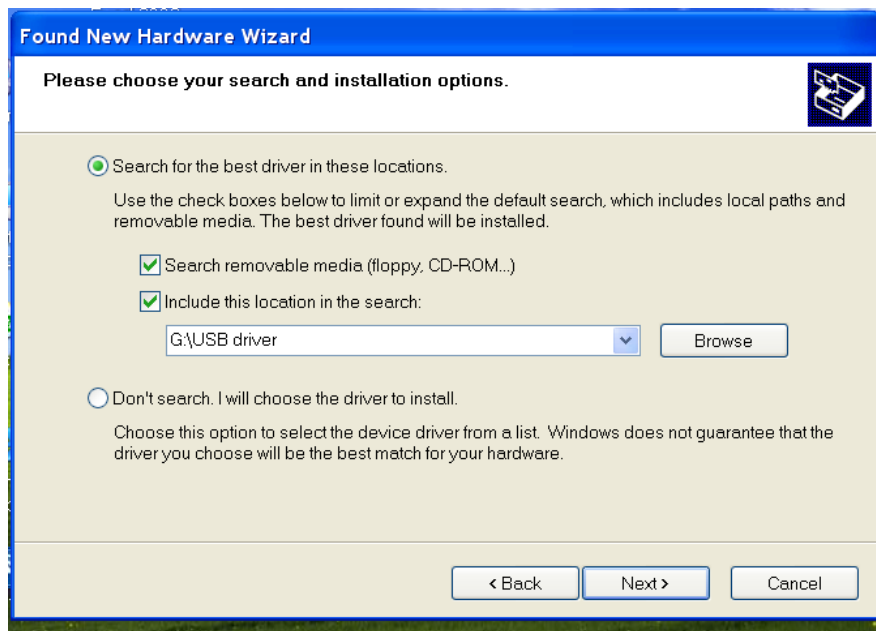 Found New Hardware Wizard
Please choose your search and installation options.
Search for the best driver in these locations.
Use the check boxes below to limit or expand the default search, which includes local paths and
removable media. The best driver found will be installed.
Search removable media (floppy, CD-ROM...)
Include this location in the search:
G:\USB driver
Browse
Don't search. I will choose the driver to install.
Choose this option to select the device driver from a list. Windows does not guarantee that the
driver you choose will be the best match for your hardware.
< Back
Next >
Cancel